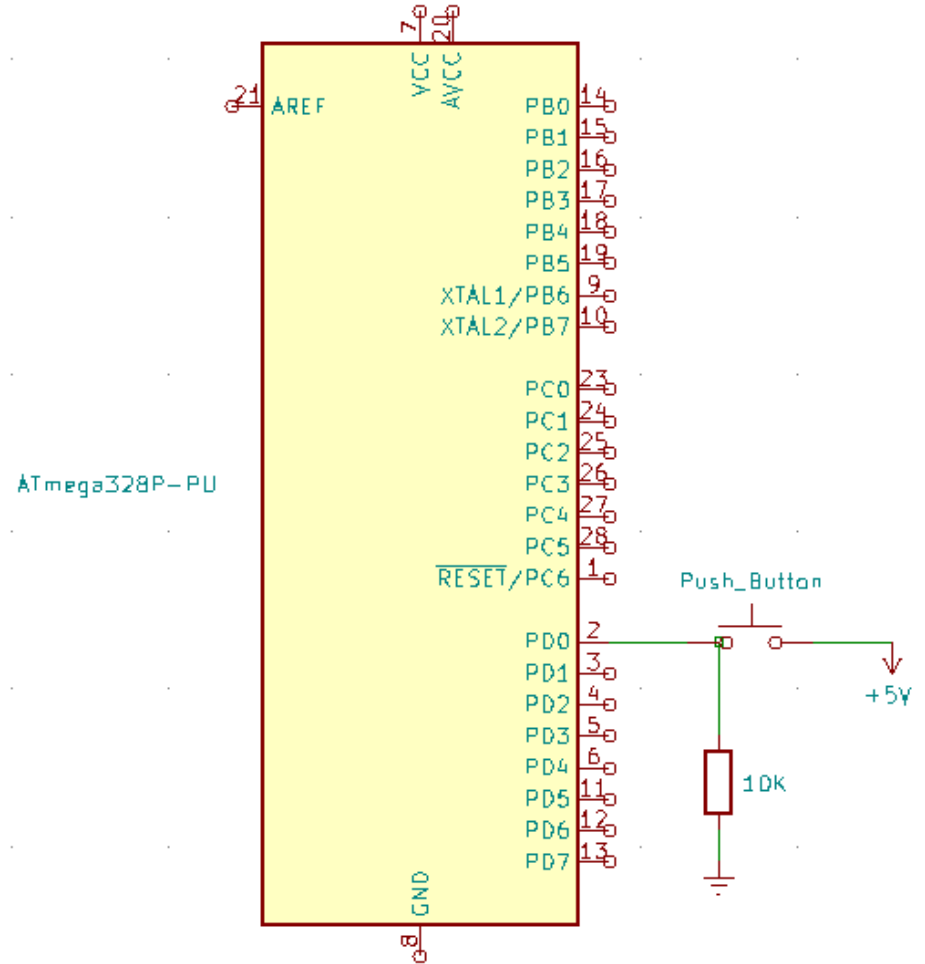 7 20
VCC AVCC
21 AREF
PB0 14
PB1 15
PB2 16
PB3 17
PB4 18
PB5 19
XTAL1/PB6 9
XTAL2/PB7 10
PC0 23
PC1 24
PC2 25
PC3 26
PC4 27
PC5 28
RESET/PC6 1
ATmega328P-PU
PD0 2
PD1 3
PD2 4
PD3 5
PD4 6
PD5 11
PD6 12
PD7 13
GND
8
Push_Button
+5V
10K